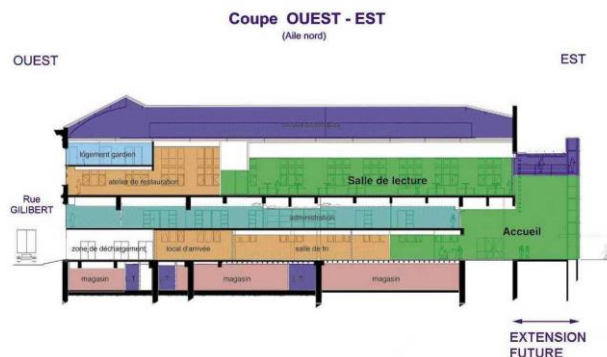 Coupe OUEST - EST
(Aile nord)
OUEST
EST
logement gardien
atelier de restauration
Salle de lecture
Rue
GILIBERT
administration
Accueil
zone de déchargement
local d'arrivée
salle de tri
magasin
magasin
magasin
EXTENSION
FUTURE